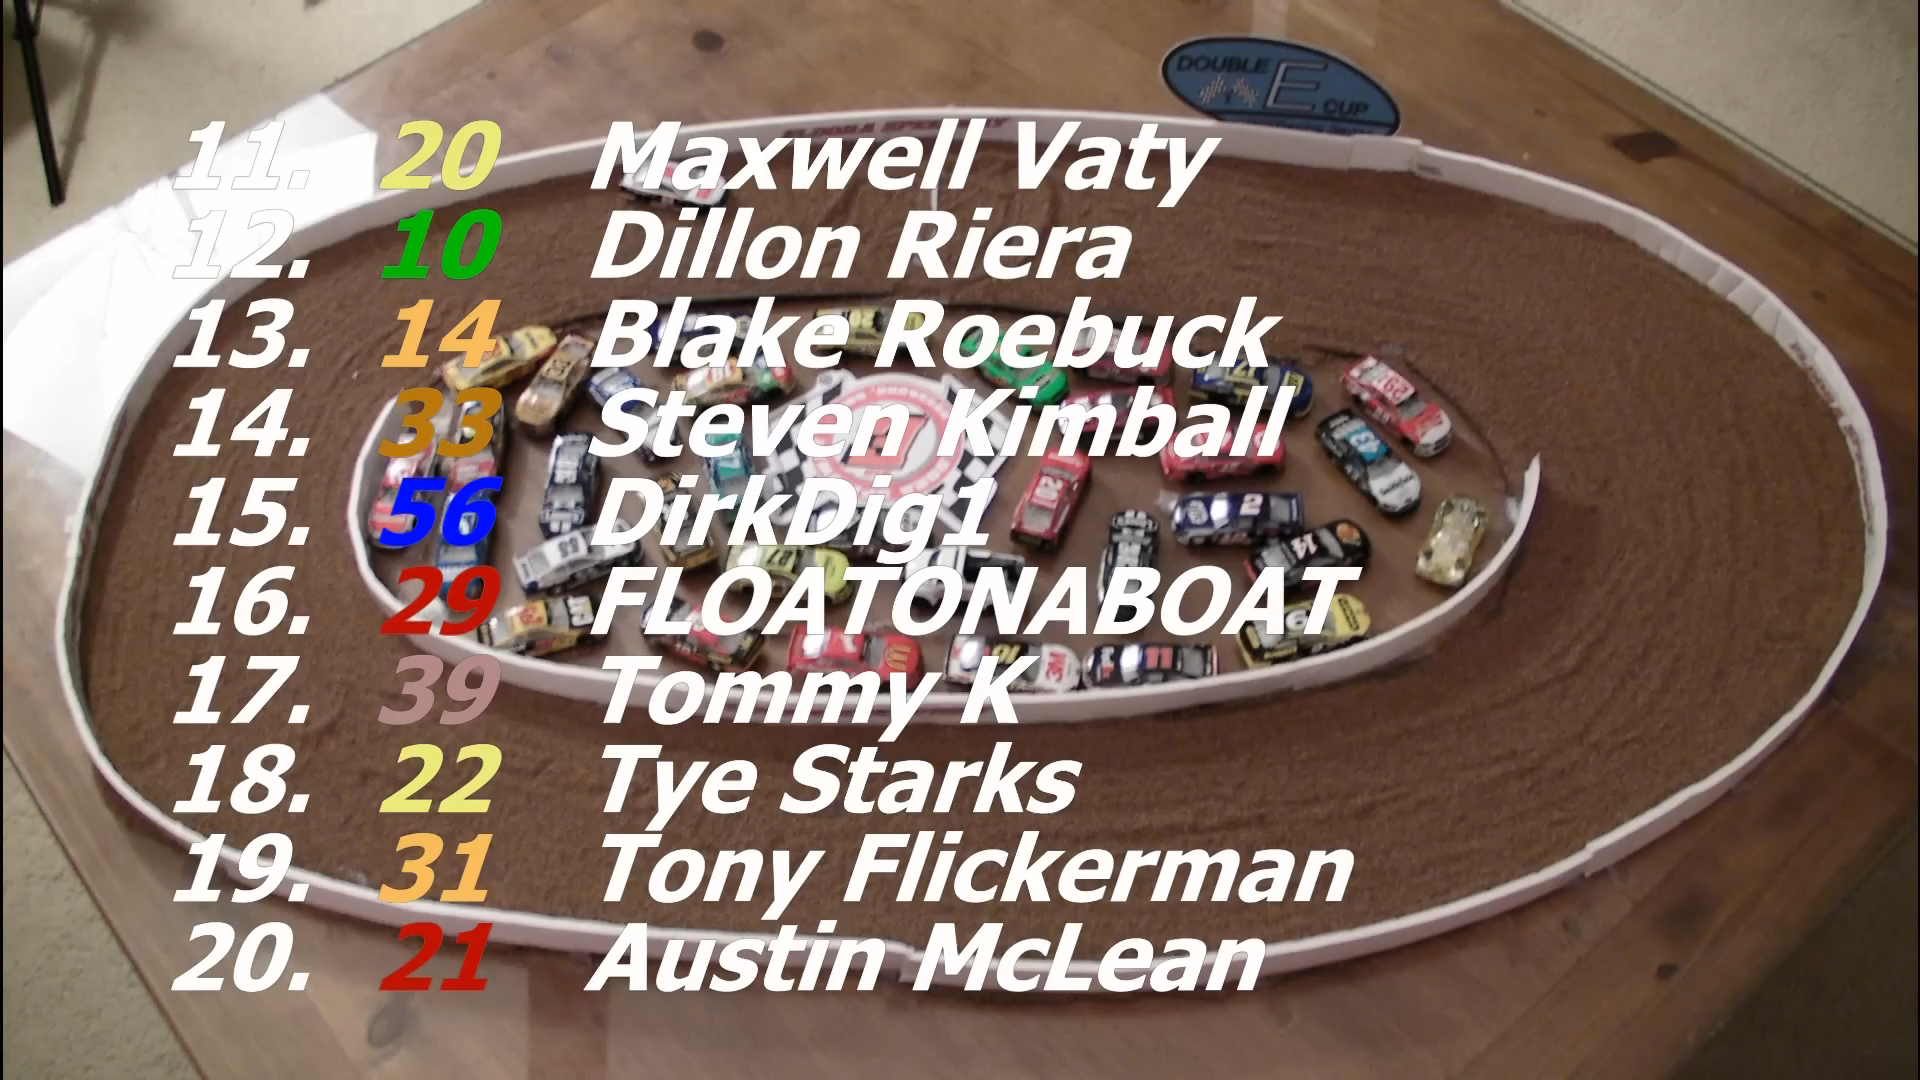 DOUBLE
E
CUP
11. 20 Maxwell Vaty
12. 10 Dillon Riera
13. 14 Blake Roebuck
14. 33 Steven Kimball
15. 56 DirkDig1
16. 29 FLOATONABOAT
17. 39 Tommy K
18. 22 Tye Starks
19. 31 Tony Flickerman
20. 21 Austin McLean